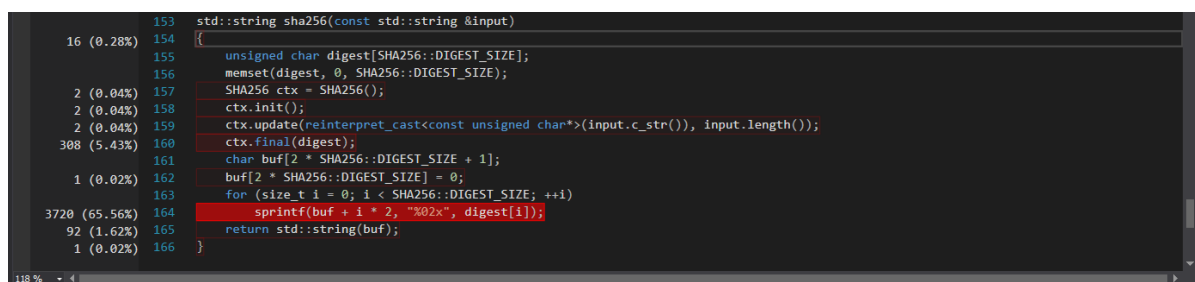 153 std::string sha256(const std::string &input)
16 (0.28%) 154 {
155 unsigned char digest[SHA256::DIGEST_SIZE];
156 memset(digest, 0, SHA256::DIGEST_SIZE);
2 (0.04%) 157 SHA256 ctx = SHA256();
2 (0.04%) 158 ctx.init();
2 (0.04%) 159 ctx.update(reinterpret_cast<const unsigned char*>(input.c_str()), input.length());
308 (5.43%) 160 ctx.final(digest);
161 char buf[2 * SHA256::DIGEST_SIZE + 1];
1 (0.02%) 162 buf[2 * SHA256::DIGEST_SIZE] = 0;
163 for (size_t i = 0; i < SHA256::DIGEST_SIZE; ++i)
3720 (65.56%) 164 sprintf(buf + i * 2, "%02x", digest[i]);
92 (1.62%) 165 return std::string(buf);
1 (0.02%) 166 }
118 %